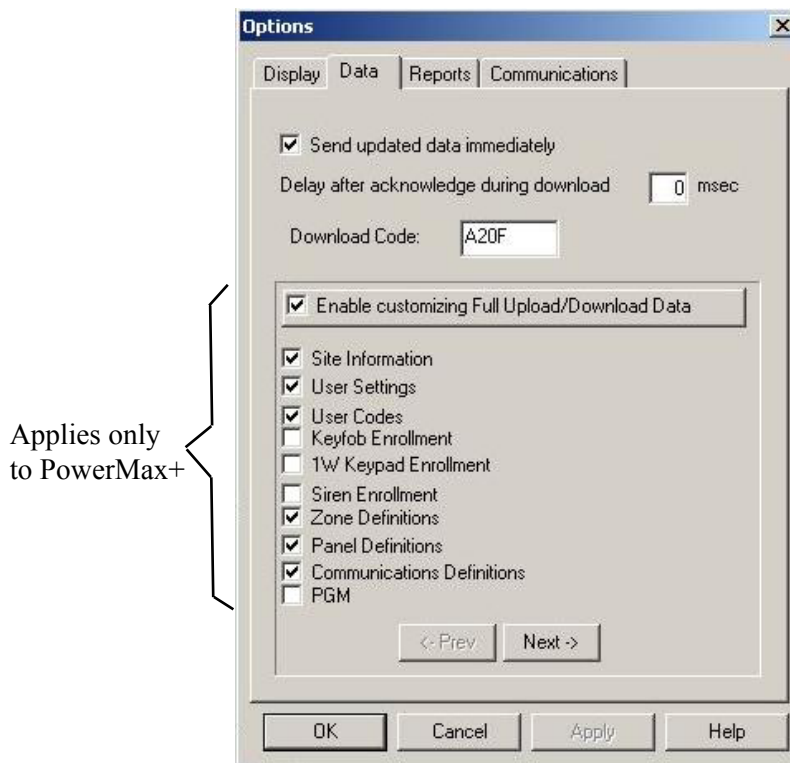 Options
Display Data Reports Communications
Send updated data immediately
Delay after acknowledge during download 0 msec
Download Code: A20F
Enable customizing Full Upload/Download Data
Site Information
User Settings
User Codes
Keyfob Enrollment
1W Keypad Enrollment
Siren Enrollment
Zone Definitions
Panel Definitions
Communications Definitions
PGM
<- Prev Next ->
OK Cancel Apply Help
Applies only
to PowerMax+